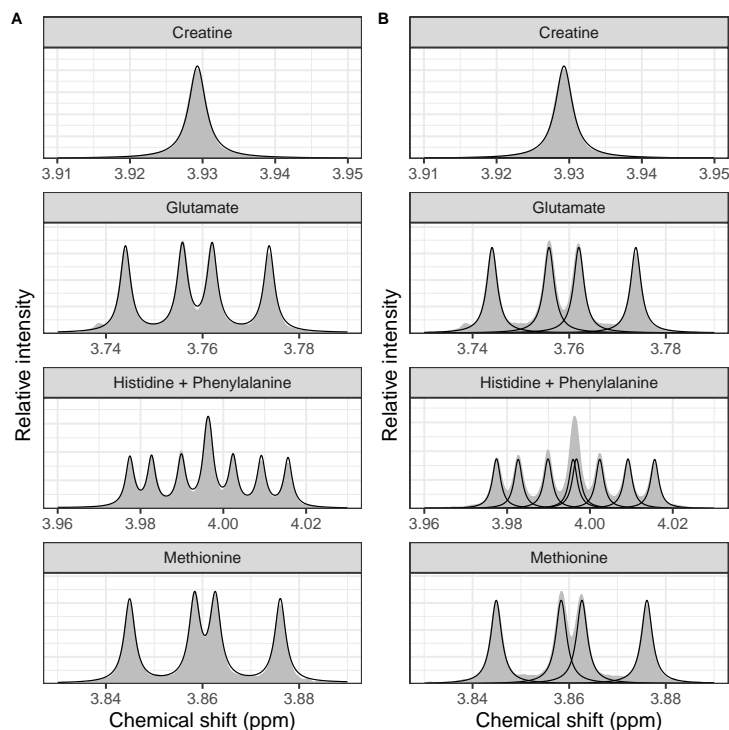 A
Creatine
3.91 3.92 3.93 3.94 3.95
Glutamate
3.74 3.76 3.78
Histidine + Phenylalanine
3.96 3.98 4.00 4.02
Methionine
3.84 3.86 3.88
Chemical shift (ppm)
Relative intensity
B
Creatine
3.91 3.92 3.93 3.94 3.95
Glutamate
3.74 3.76 3.78
Histidine + Phenylalanine
3.96 3.98 4.00 4.02
Methionine
3.84 3.86 3.88
Chemical shift (ppm)
Relative intensity